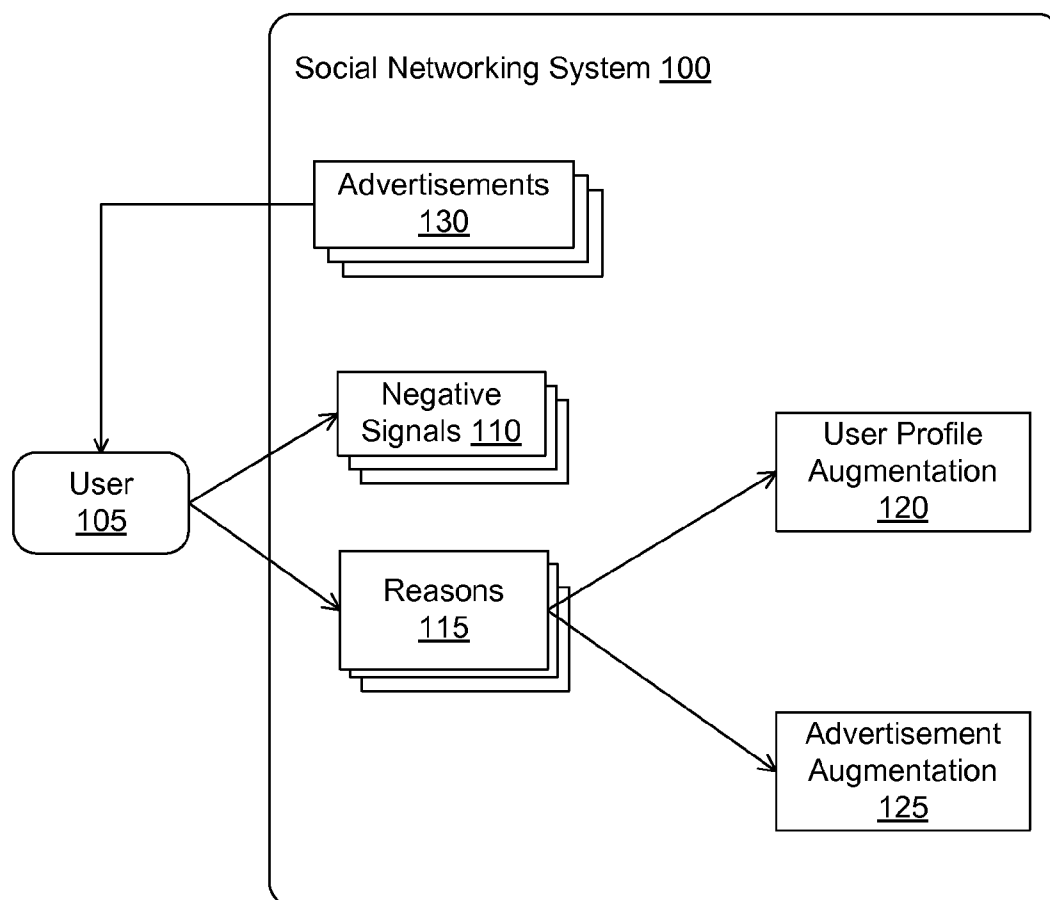 Social Networking System 100
Advertisements
130
Negative
Signals 110
User Profile
Augmentation
120
User
105
Reasons
115
Advertisement
Augmentation
125